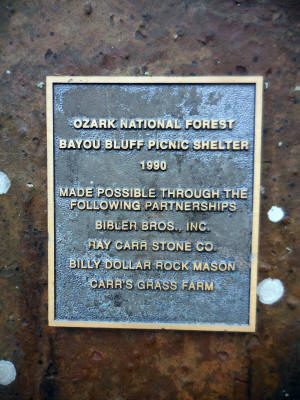 OZARK NATIONAL FOREST
BAYOU BLUFF PICNIC SHELTER
1990
MADE POSSIBLE THROUGH THE
FOLLOWING PARTNERSHIPS
BIBLER BROS., INC.
RAY CARR STONE CO.
BILLY DOLLAR ROCK MASON
CARR'S GRASS FARM